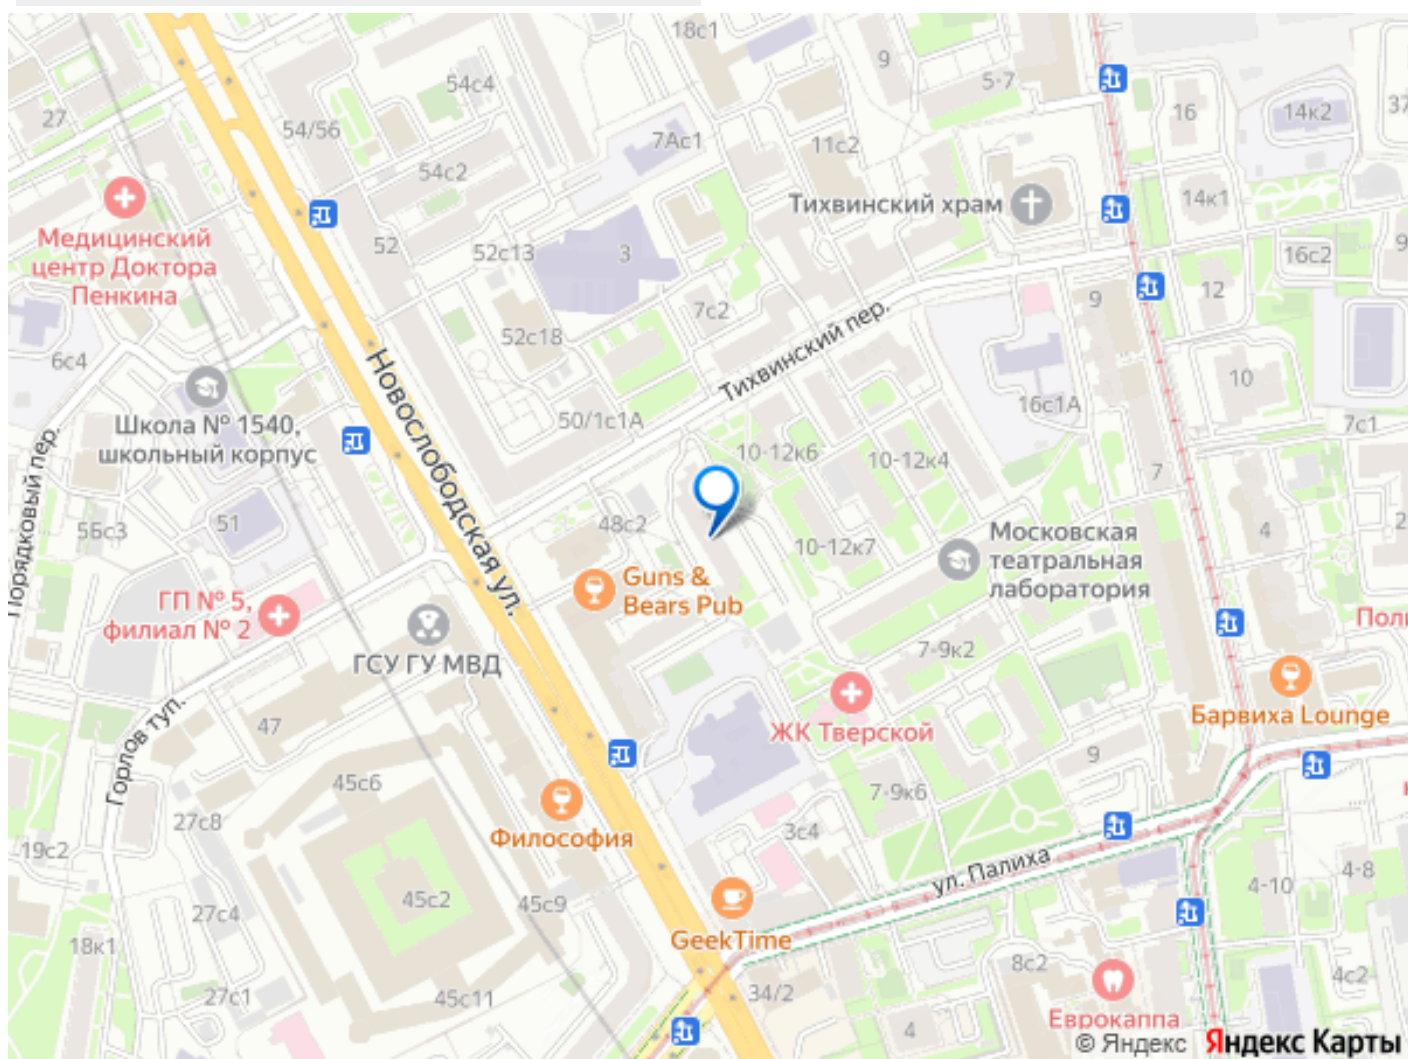 18с1
9
5-7
54с4
27
54/56
7Ас1
11с2
16
14к2
37
54с2
Тихвинский храм
14к1
Медицинский
центр Доктора
Пенкина
52
52с13
3
16с2
9
7с2
9
12
6с4
52с18
Тихвинский пер.
Новослободская ул.
10
16с1А
7с1
Школа № 1540,
школьный корпус
50/1с1А
10-12к6
10-12к4
7
Порядковый пер.
56с3
51
48с2
10-12к7
Московская
театральная
лаборатория
4
2
Guns &
Bears Pub
ГП № 5,
филиал № 2
ГСУ ГУ МВД
7-9к2
Поли
ЖК Тверской
Барвиха Lounge
47
Горлов туп.
9
45с6
7-9к6
27с8
Философия
3с4
19с2
ул. Палиха
4-10
4-8
45с2
45с9
27с4
18к1
GeekTime
8с2
4с2
27с1
45с11
34/2
4
Еврокаппа
© Яндекс Яндекс Карты